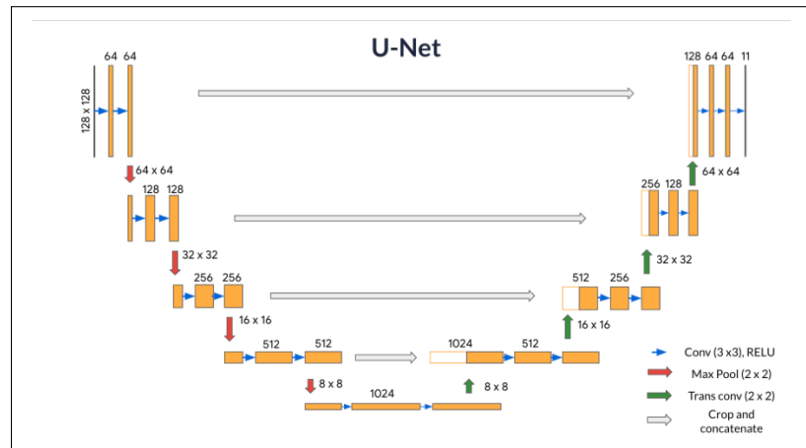 U-Net
64 64
128 64 64 11
128 x 128
64 x 64
64 x 64
128 128
256 128
32 x 32
32 x 32
256 256
512 256
16 x 16
16 x 16
512 512
1024 512
8 x 8
8 x 8
1024
Conv (3 x3), RELU
Max Pool (2 x 2)
Trans conv (2 x 2)
Crop and
concatenate